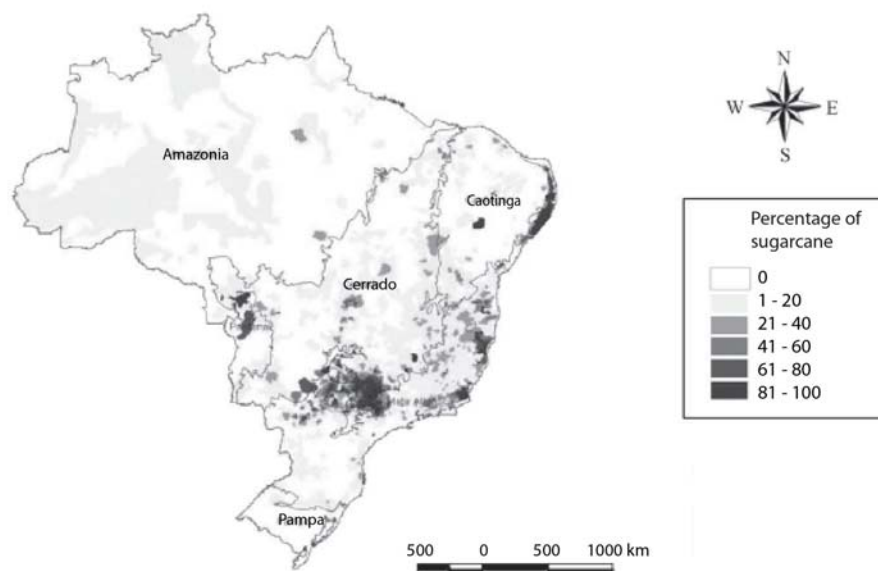 N
W E
S
Amazonia
Caotinga
Cerrado
Pampa
Percentage of
sugarcane
0
1 - 20
21 - 40
41 - 60
61 - 80
81 - 100
500 0 500 1000 km